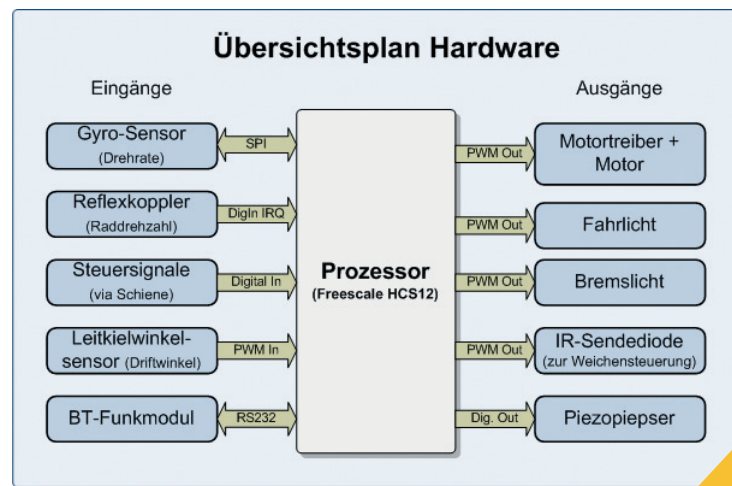 Übersichtsplan Hardware
Eingänge
Ausgänge
Gyro-Sensor
(Drehrate)
SPI
Reflexkoppler
(Raddrehzahl)
DigIn IRQ
Steuersignale
(via Schiene)
Digital In
Leitkielwinkel-
sensor (Driftwinkel)
PWM In
BT-Funkmodul
RS232
Prozessor
(Freescale HCS12)
PWM Out
Motortreiber +
Motor
PWM Out
Fahrlicht
PWM Out
Bremslicht
PWM Out
IR-Sendediode
(zur Weichensteuerung)
Dig. Out
Piezopiepser